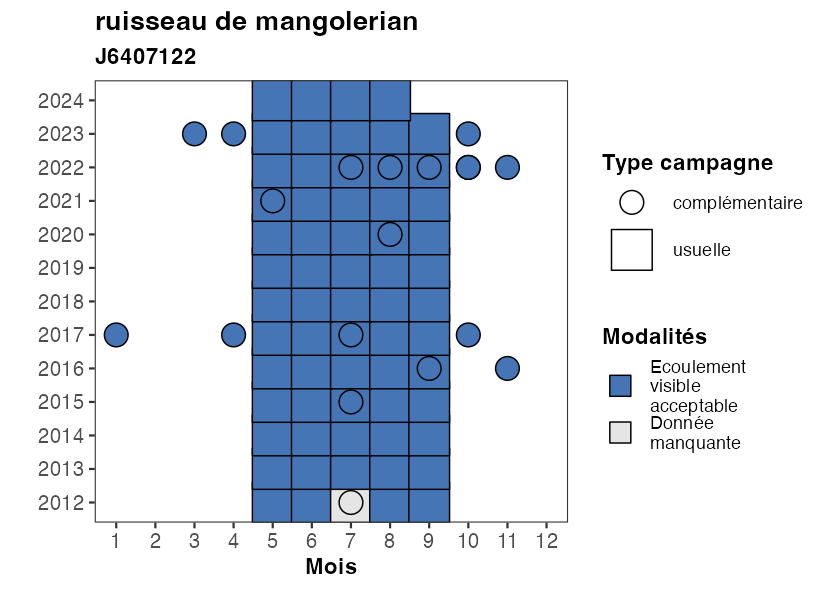 ruisseau de mangolerian
J6407122
2024
2023
2022
2021
2020
2019
2018
2017
2016
2015
2014
2013
2012
1 2 3 4 5 6 7 8 9 10 11 12
Mois
Type campagne
complémentaire
usuelle
Modalités
Ecoulement
visible
acceptable
Donnée
manquante